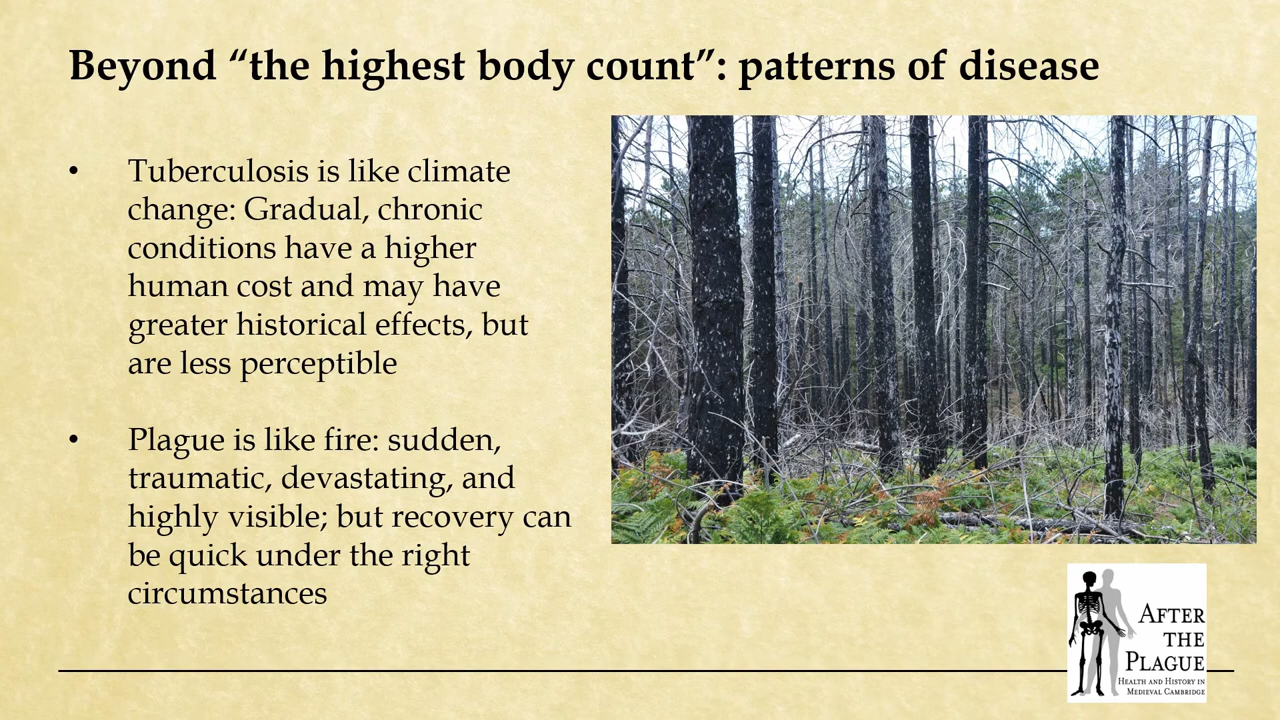 Beyond “the highest body count”: patterns of disease
• Tuberculosis is like climate
change: Gradual, chronic
conditions have a higher
human cost and may have
greater historical effects, but
are less perceptible
• Plague is like fire: sudden,
traumatic, devastating, and
highly visible; but recovery can
be quick under the right
circumstances
AFTER
THE
PLAGUE
HEALTH AND HISTORY IN
MEDIEVAL CAMBRIDGE